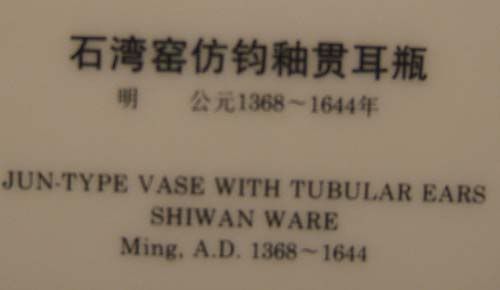 石湾窑仿钧釉贯耳瓶
明 公元1368～1644年
JUN-TYPE VASE WITH TUBULAR EARS
SHIWAN WARE
Ming, A.D. 1368～1644